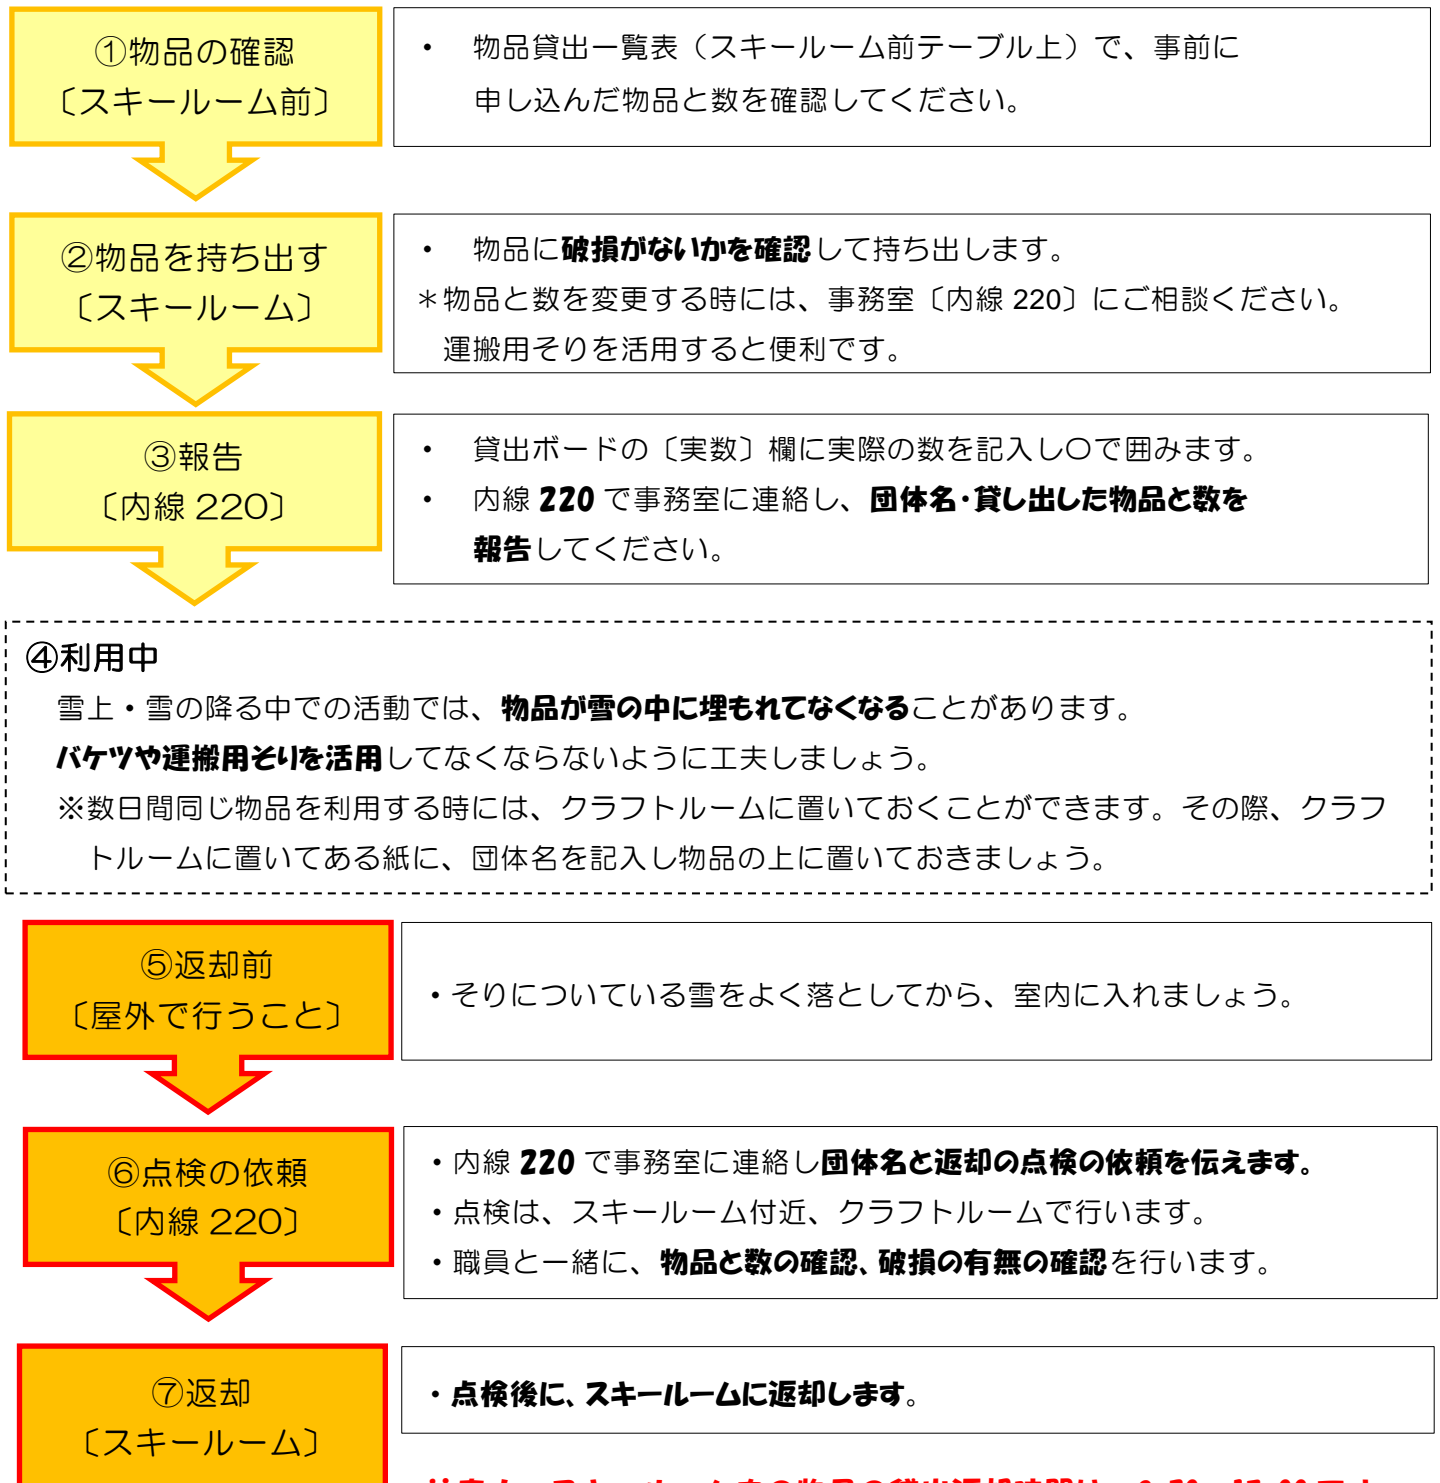 ①物品の確認
〔スキールーム前〕
・ 物品貸出一覧表（スキールーム前テーブル上）で、事前に
申し込んだ物品と数を確認してください。
②物品を持ち出す
〔スキールーム〕
・ 物品に破損がないかを確認して持ち出します。
＊物品と数を変更する時には、事務室〔内線 220〕にご相談ください。
運搬用そりを活用すると便利です。
③報告
〔内線 220〕
・ 貸出ボードの〔実数〕欄に実際の数を記入し〇で囲みます。
・ 内線 220 で事務室に連絡し、団体名・貸し出した物品と数を
報告してください。
④利用中
雪上・雪の降る中での活動では、物品が雪の中に埋もれてなくなることがあります。
バケツや運搬用そりを活用してなくならないように工夫しましょう。
※数日間同じ物品を利用する時には、クラフトルームに置いておくことができます。その際、クラフ
トルームに置いてある紙に、団体名を記入し物品の上に置いておきましょう。
⑤返却前
〔屋外で行うこと〕
・そりについている雪をよく落としてから、室内に入れましょう。
⑥点検の依頼
〔内線 220〕
・内線 220 で事務室に連絡し団体名と返却の点検の依頼を伝えます。
・点検は、スキールーム付近、クラフトルームで行います。
・職員と一緒に、物品と数の確認、破損の有無の確認を行います。
⑦返却
〔スキールーム〕
・点検後に、スキールームに返却します。